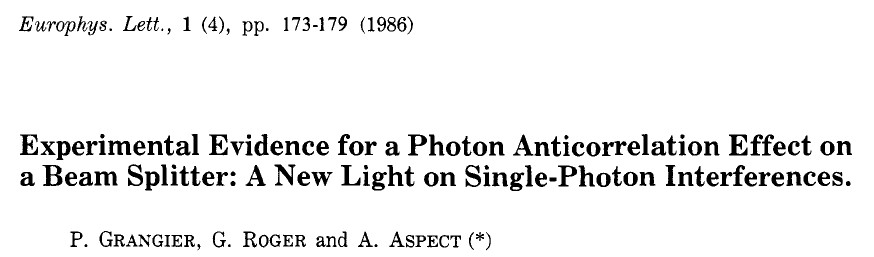 Europhys. Lett., 1 (4), pp. 173-179 (1986)
Experimental Evidence for a Photon Anticorrelation Effect on
a Beam Splitter: A New Light on Single-Photon Interferences.
P. GRANGIER, G. ROGER and A. ASPECT (*)